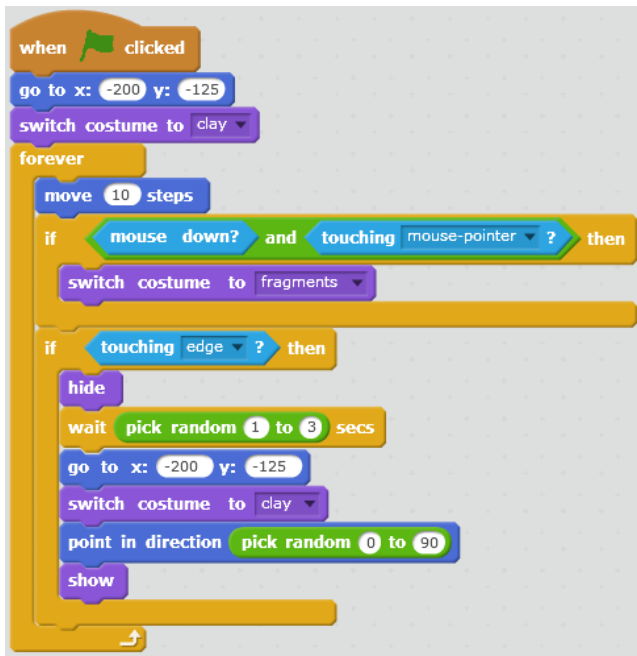 when clicked
go to x: -200 y: -125
switch costume to clay
forever
move 10 steps
if mouse down? and touching mouse-pointer ? then
switch costume to fragments
if touching edge ? then
hide
wait pick random 1 to 3 secs
go to x: -200 y: -125
switch costume to clay
point in direction pick random 0 to 90
show